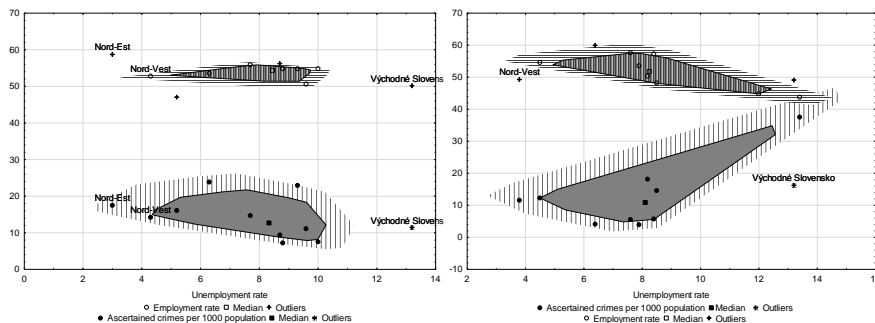 60
50
40
30
20
10
0
Nord-Est
Nord-Vest
Východné Slovens
Nord-Est
Nord-Vest
Východné Slovens
0 2 4 6 8 10 12 14
Unemployment rate
Employment rate Median Outliers
Ascertained crimes per 1000 population Median Outliers
70
60
50
40
30
20
10
0
-10
Nord-Vest
Východné Slovensko
2 4 6 8 10 12 14 16
Unemployment rate
Ascertained crimes per 1000 population Median Outliers
Employment rate Median Outliers